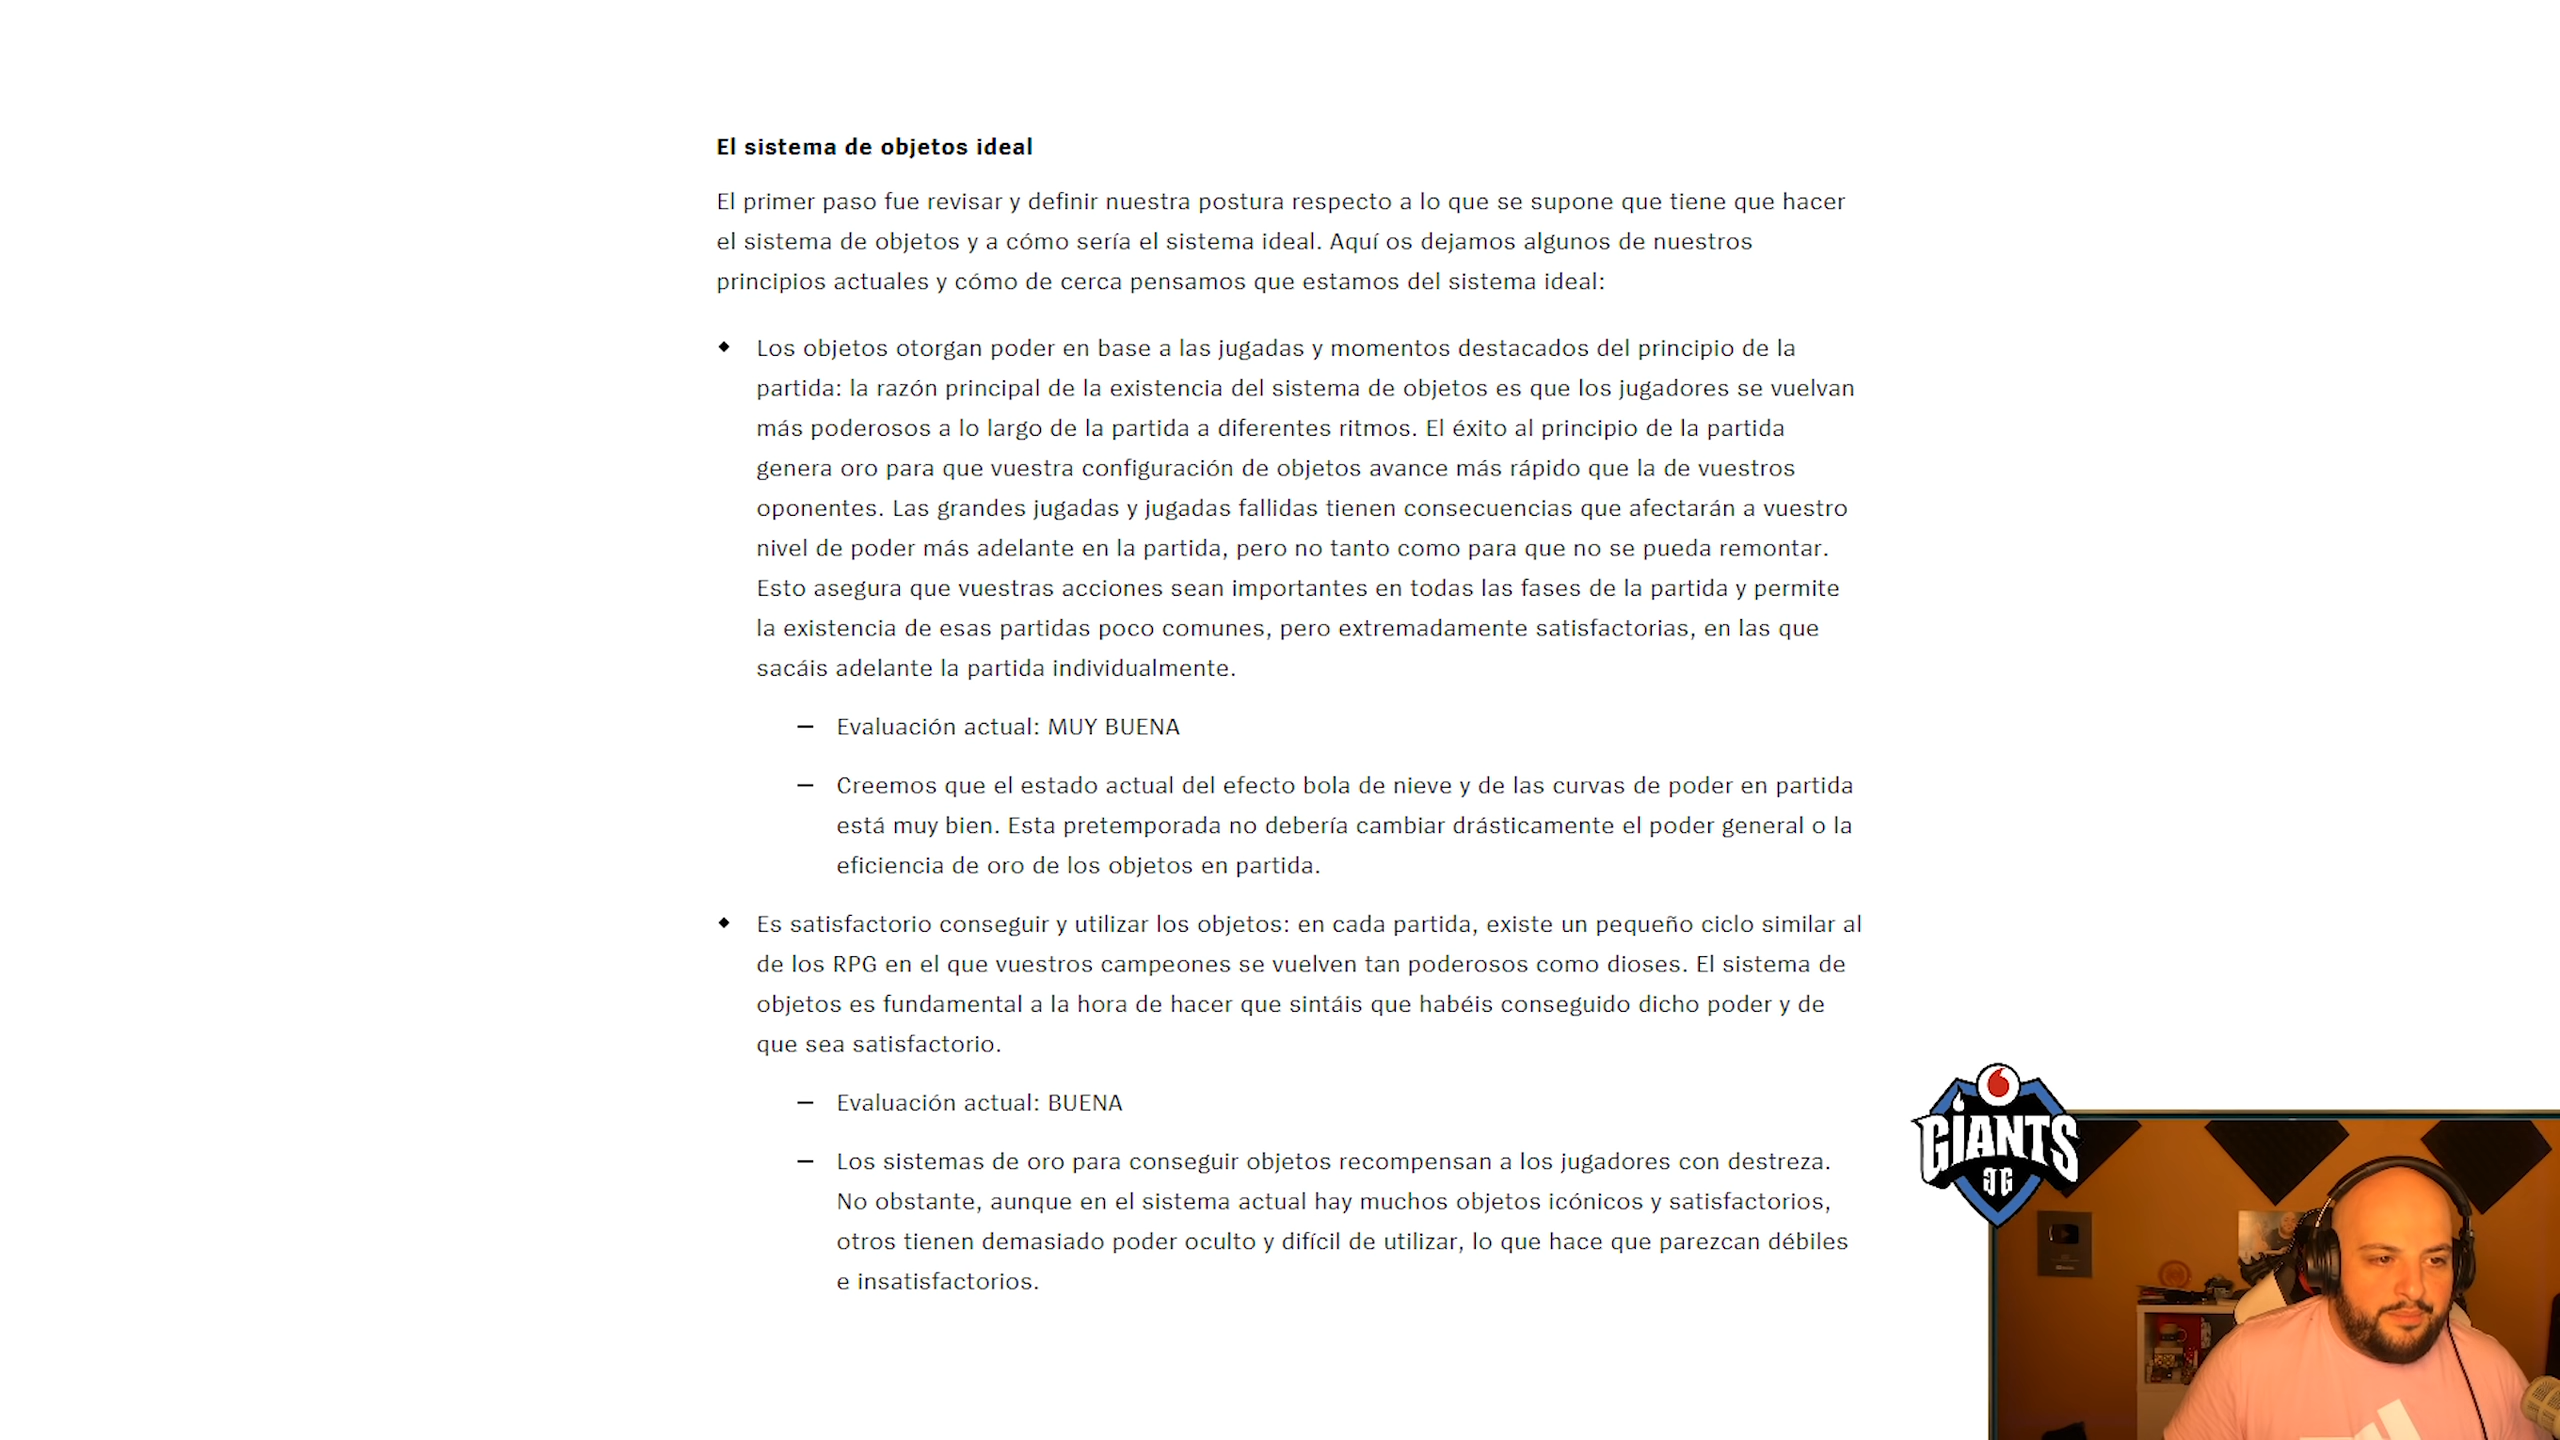 El sistema de objetos ideal
El primer paso fue revisar y definir nuestra postura respecto a lo que se supone que tiene que hacer
el sistema de objetos y a cómo sería el sistema ideal. Aquí os dejamos algunos de nuestros
principios actuales y cómo de cerca pensamos que estamos del sistema ideal:
Los objetos otorgan poder en base a las jugadas y momentos destacados del principio de la
partida: la razón principal de la existencia del sistema de objetos es que los jugadores se vuelvan
más poderosos a lo largo de la partida a diferentes ritmos. El éxito al principio de la partida
genera oro para que vuestra configuración de objetos avance más rápido que la de vuestros
oponentes. Las grandes jugadas y jugadas fallidas tienen consecuencias que afectarán a vuestro
nivel de poder más adelante en la partida, pero no tanto como para que no se pueda remontar.
Esto asegura que vuestras acciones sean importantes en todas las fases de la partida y permite
la existencia de esas partidas poco comunes, pero extremadamente satisfactorias, en las que
sacáis adelante la partida individualmente.
— Evaluación actual: MUY BUENA
— Creemos que el estado actual del efecto bola de nieve y de las curvas de poder en partida
está muy bien. Esta pretemporada no debería cambiar drásticamente el poder general o la
eficiencia de oro de los objetos en partida.
Es satisfactorio conseguir y utilizar los objetos: en cada partida, existe un pequeño ciclo similar al
de los RPG en el que vuestros campeones se vuelven tan poderosos como dioses. El sistema de
objetos es fundamental a la hora de hacer que sintáis que habéis conseguido dicho poder y de
que sea satisfactorio.
— Evaluación actual: BUENA
— Los sistemas de oro para conseguir objetos recompensan a los jugadores con destreza.
No obstante, aunque en el sistema actual hay muchos objetos icónicos y satisfactorios,
otros tienen demasiado poder oculto y difícil de utilizar, lo que hace que parezcan débiles
e insatisfactorios.
GIANTS
GG